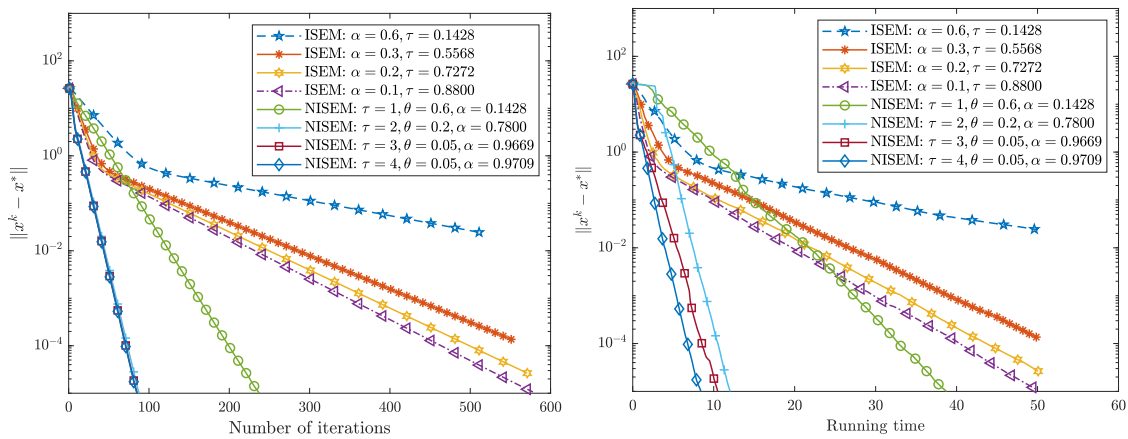 10^2
10^0
10^{-2}
10^{-4}
‖x^k − x^*‖
0 100 200 300 400 500 600
Number of iterations
ISEM: α = 0.6, τ = 0.1428
ISEM: α = 0.3, τ = 0.5568
ISEM: α = 0.2, τ = 0.7272
ISEM: α = 0.1, τ = 0.8800
NISEM: τ = 1, θ = 0.6, α = 0.1428
NISEM: τ = 2, θ = 0.2, α = 0.7800
NISEM: τ = 3, θ = 0.05, α = 0.9669
NISEM: τ = 4, θ = 0.05, α = 0.9709
10^2
10^0
10^{-2}
10^{-4}
‖x^k − x^*‖
0 10 20 30 40 50 60
Running time
ISEM: α = 0.6, τ = 0.1428
ISEM: α = 0.3, τ = 0.5568
ISEM: α = 0.2, τ = 0.7272
ISEM: α = 0.1, τ = 0.8800
NISEM: τ = 1, θ = 0.6, α = 0.1428
NISEM: τ = 2, θ = 0.2, α = 0.7800
NISEM: τ = 3, θ = 0.05, α = 0.9669
NISEM: τ = 4, θ = 0.05, α = 0.9709